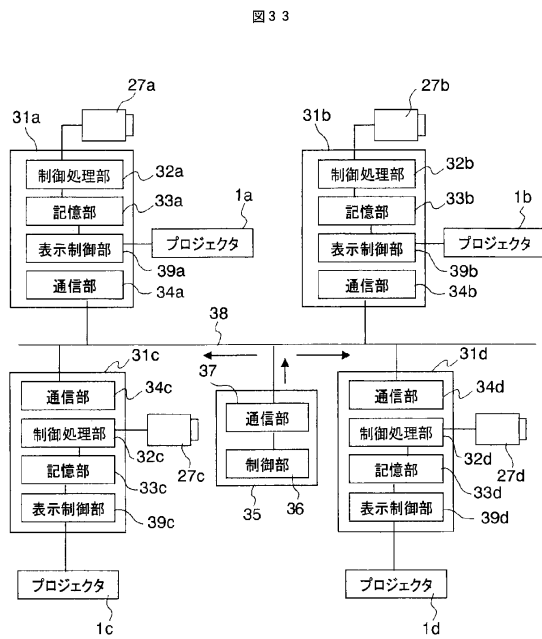 図33
27a
31a
制御処理部
32a
記憶部
33a
表示制御部
39a
通信部
34a
1a
プロジェクタ
27b
31b
制御処理部
32b
記憶部
33b
表示制御部
39b
通信部
34b
1b
プロジェクタ
38
31c
通信部
34c
制御処理部
32c
27c
記憶部
33c
表示制御部
39c
プロジェクタ
1c
37
通信部
制御部
35
36
31d
通信部
34d
制御処理部
32d
27d
記憶部
33d
表示制御部
39d
プロジェクタ
1d